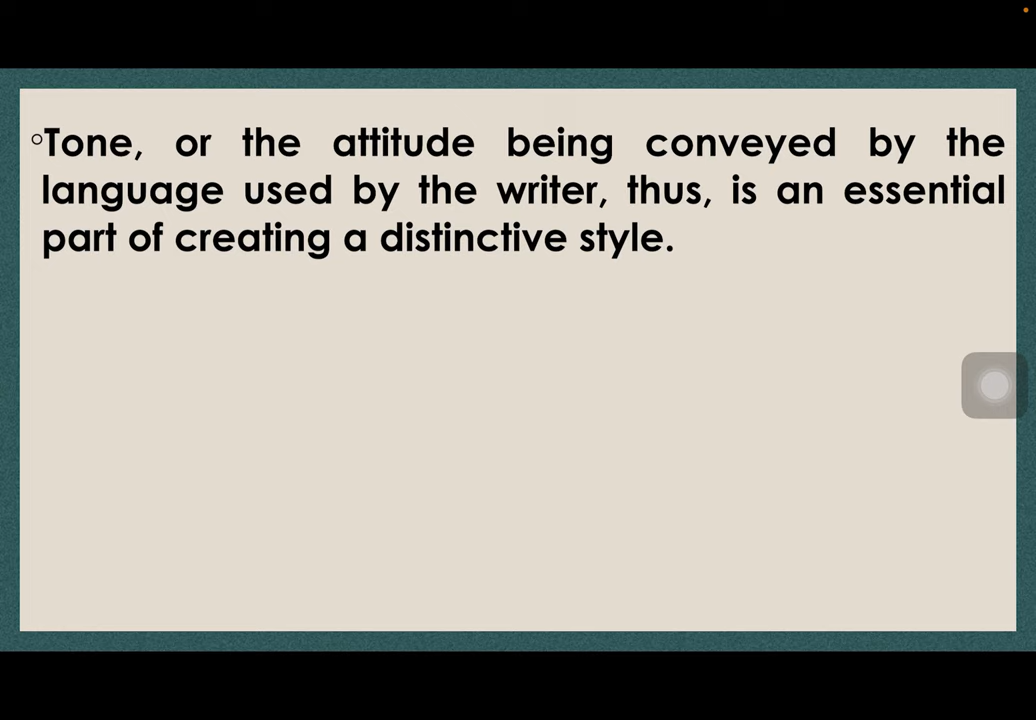 ◦Tone, or the attitude being conveyed by the
language used by the writer, thus, is an essential
part of creating a distinctive style.